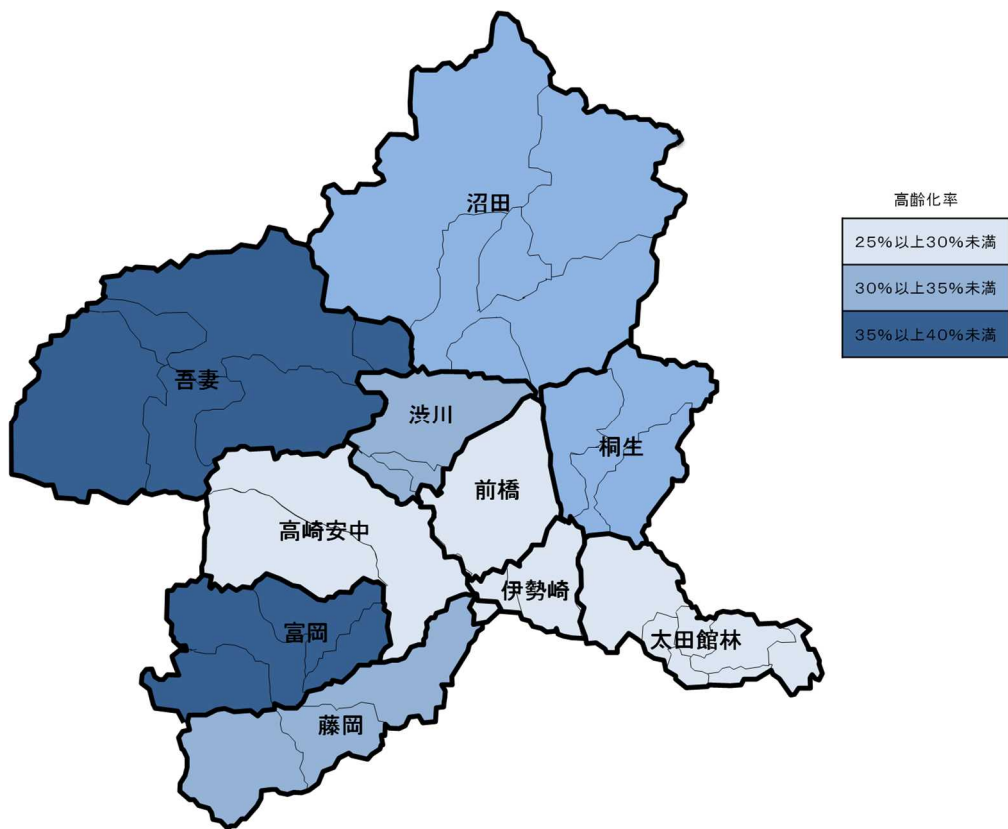 沼田
高齢化率
25%以上30%未満
30%以上35%未満
35%以上40%未満
吾妻
渋川
桐生
前橋
高崎安中
伊勢崎
富岡
太田館林
藤岡